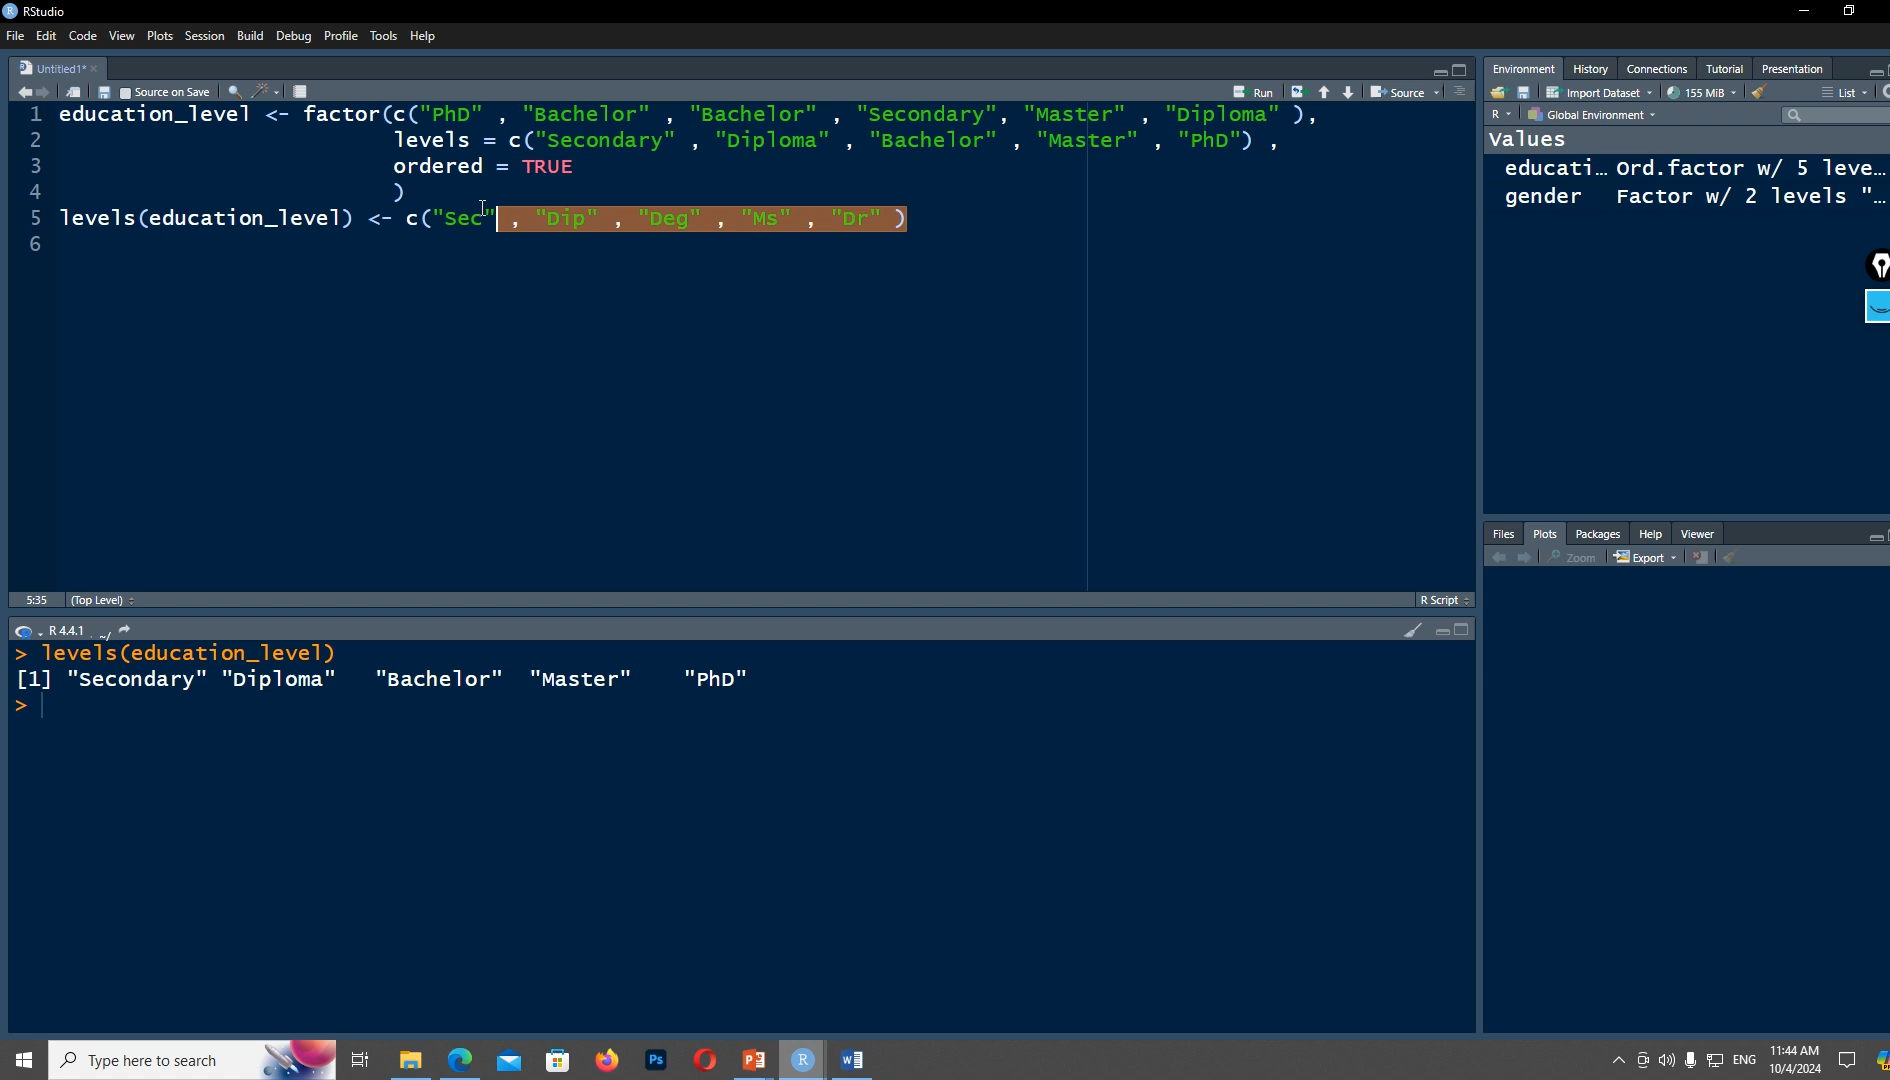 RStudio
File Edit Code View Plots Session Build Debug Profile Tools Help
Untitled1*
Source on Save Run Source
1 education_level <- factor(c("PhD" , "Bachelor" , "Bachelor" , "Secondary", "Master" , "Diploma" ),
2 levels = c("Secondary" , "Diploma" , "Bachelor" , "Master" , "PhD") ,
3 ordered = TRUE
4 )
5 levels(education_level) <- c("Sec" , "Dip" , "Deg" , "Ms" , "Dr" )
6
5:35 (Top Level) R Script
R 4.4.1 . ~/
> levels(education_level)
[1] "Secondary" "Diploma" "Bachelor" "Master" "PhD"
>
Environment History Connections Tutorial Presentation
Import Dataset 155 MiB List
R Global Environment
Values
educati… Ord.factor w/ 5 leve…
gender Factor w/ 2 levels "…
Files Plots Packages Help Viewer
Zoom Export
Type here to search
Ps
ENG
11:44 AM
10/4/2024